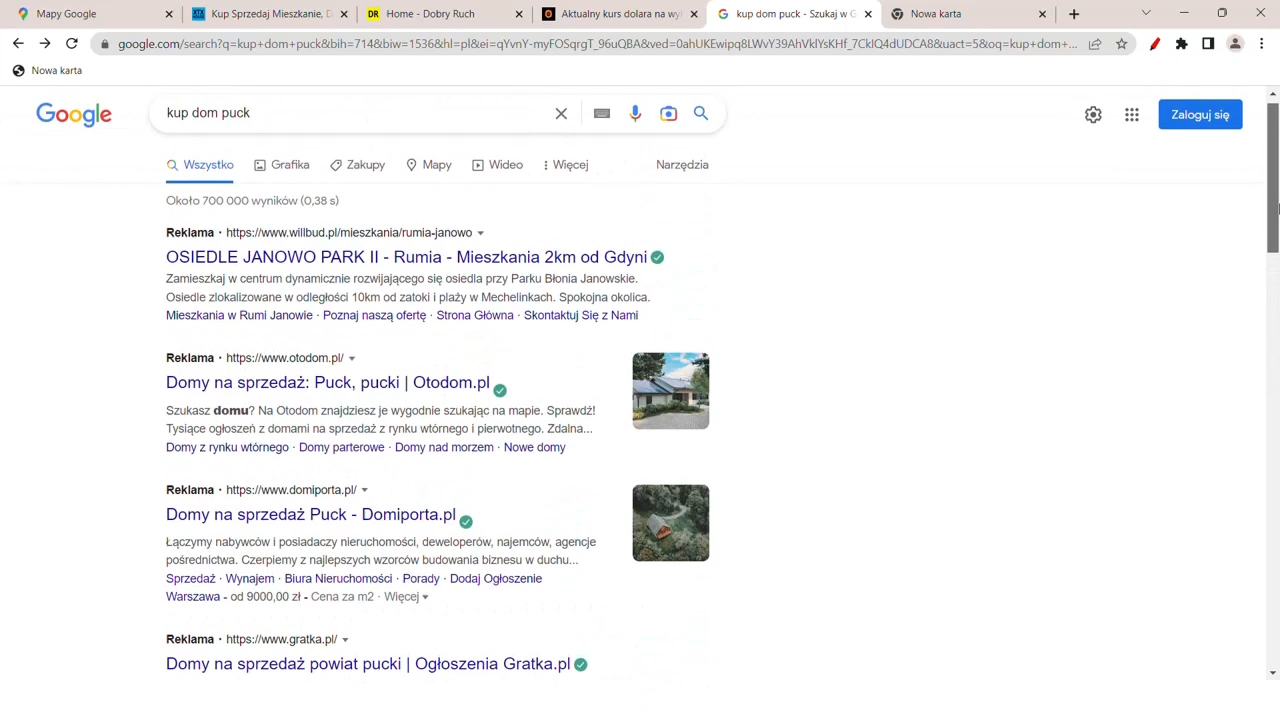 Mapy Google
Kup Sprzedaj Mieszkanie, D
Home - Dobry Ruch
Aktualny kurs dolara na wyk
kup dom puck - Szukaj w G
Nowa karta
google.com/search?q=kup+dom+puck&bih=714&biw=1536&hl=pl&ei=qYvnY-myFOSqrgT_96uQBA&ved=0ahUKEwipq8LWvY39AhVklYsKHf_7CkIQ4dUDCA8&uact=5&oq=kup+dom+...
Nowa karta
Google
kup dom puck
Zaloguj się
Wszystko
Grafika
Zakupy
Mapy
Wideo
Więcej
Narzędzia
Około 700 000 wyników (0,38 s)
Reklama · https://www.willbud.pl/mieszkania/rumia-janowo
OSIEDLE JANOWO PARK II - Rumia - Mieszkania 2km od Gdyni
Zamieszkaj w centrum dynamicznie rozwijającego się osiedla przy Parku Błonia Janowskie.
Osiedle zlokalizowane w odległości 10km od zatoki i plaży w Mechelinkach. Spokojna okolica.
Mieszkania w Rumi Janowie · Poznaj naszą ofertę · Strona Główna · Skontaktuj Się z Nami
Reklama · https://www.otodom.pl/
Domy na sprzedaż: Puck, pucki | Otodom.pl
Szukasz domu? Na Otodom znajdziesz je wygodnie szukając na mapie. Sprawdź!
Tysiące ogłoszeń z domami na sprzedaż z rynku wtórnego i pierwotnego. Zdalna...
Domy z rynku wtórnego · Domy parterowe · Domy nad morzem · Nowe domy
Reklama · https://www.domiporta.pl/
Domy na sprzedaż Puck - Domiporta.pl
Łączymy nabywców i posiadaczy nieruchomości, deweloperów, najemców, agencje
pośrednictwa. Czerpiemy z najlepszych wzorców budowania biznesu w duchu...
Sprzedaż · Wynajem · Biura Nieruchomości · Porady · Dodaj Ogłoszenie
Warszawa - od 9000,00 zł - Cena za m2 · Więcej
Reklama · https://www.gratka.pl/
Domy na sprzedaż powiat pucki | Ogłoszenia Gratka.pl